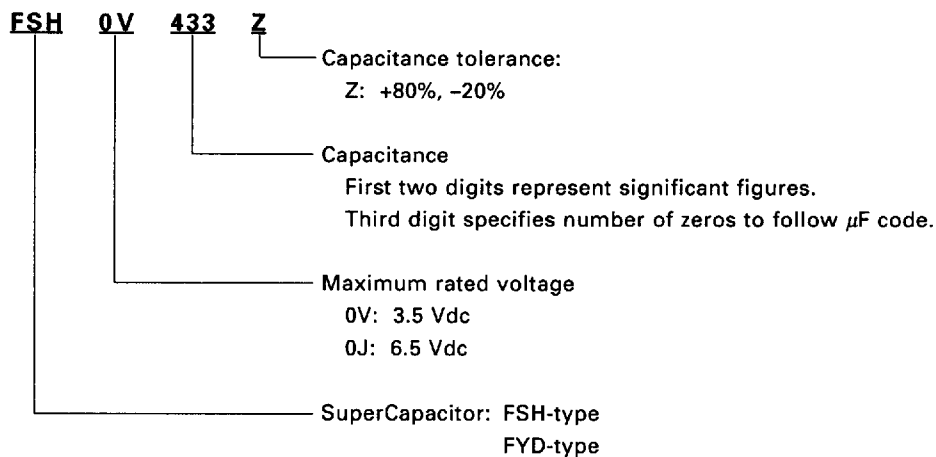 FSH 0V 433 Z
Capacitance tolerance:
Z: +80%, –20%
Capacitance
First two digits represent significant figures.
Third digit specifies number of zeros to follow μF code.
Maximum rated voltage
0V: 3.5 Vdc
0J: 6.5 Vdc
SuperCapacitor: FSH-type
FYD-type